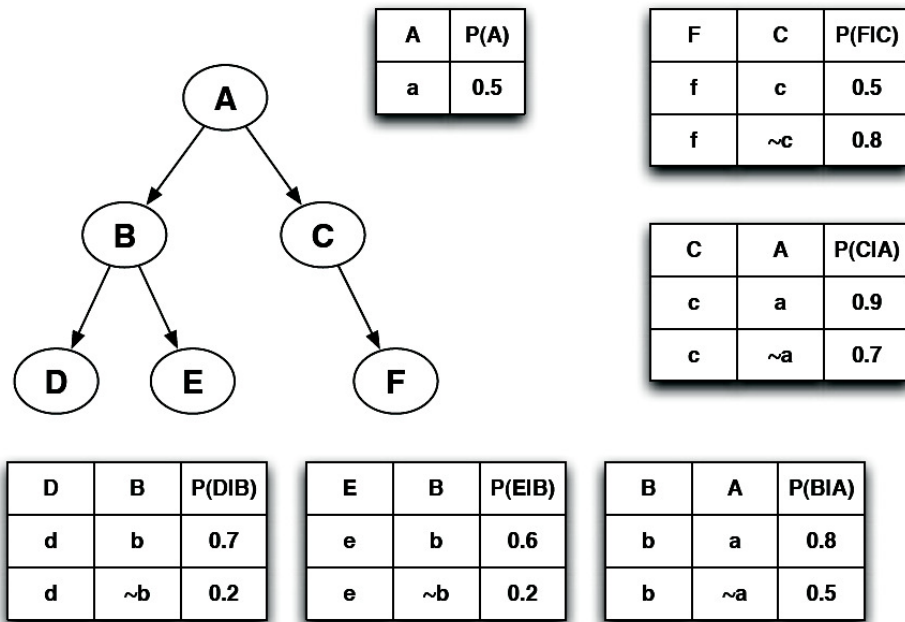 A P(A)
a 0.5
F C P(F|C)
f c 0.5
f ~c 0.8
A
B C
D E F
C A P(C|A)
c a 0.9
c ~a 0.7
D B P(D|B)
d b 0.7
d ~b 0.2
E B P(E|B)
e b 0.6
e ~b 0.2
B A P(B|A)
b a 0.8
b ~a 0.5